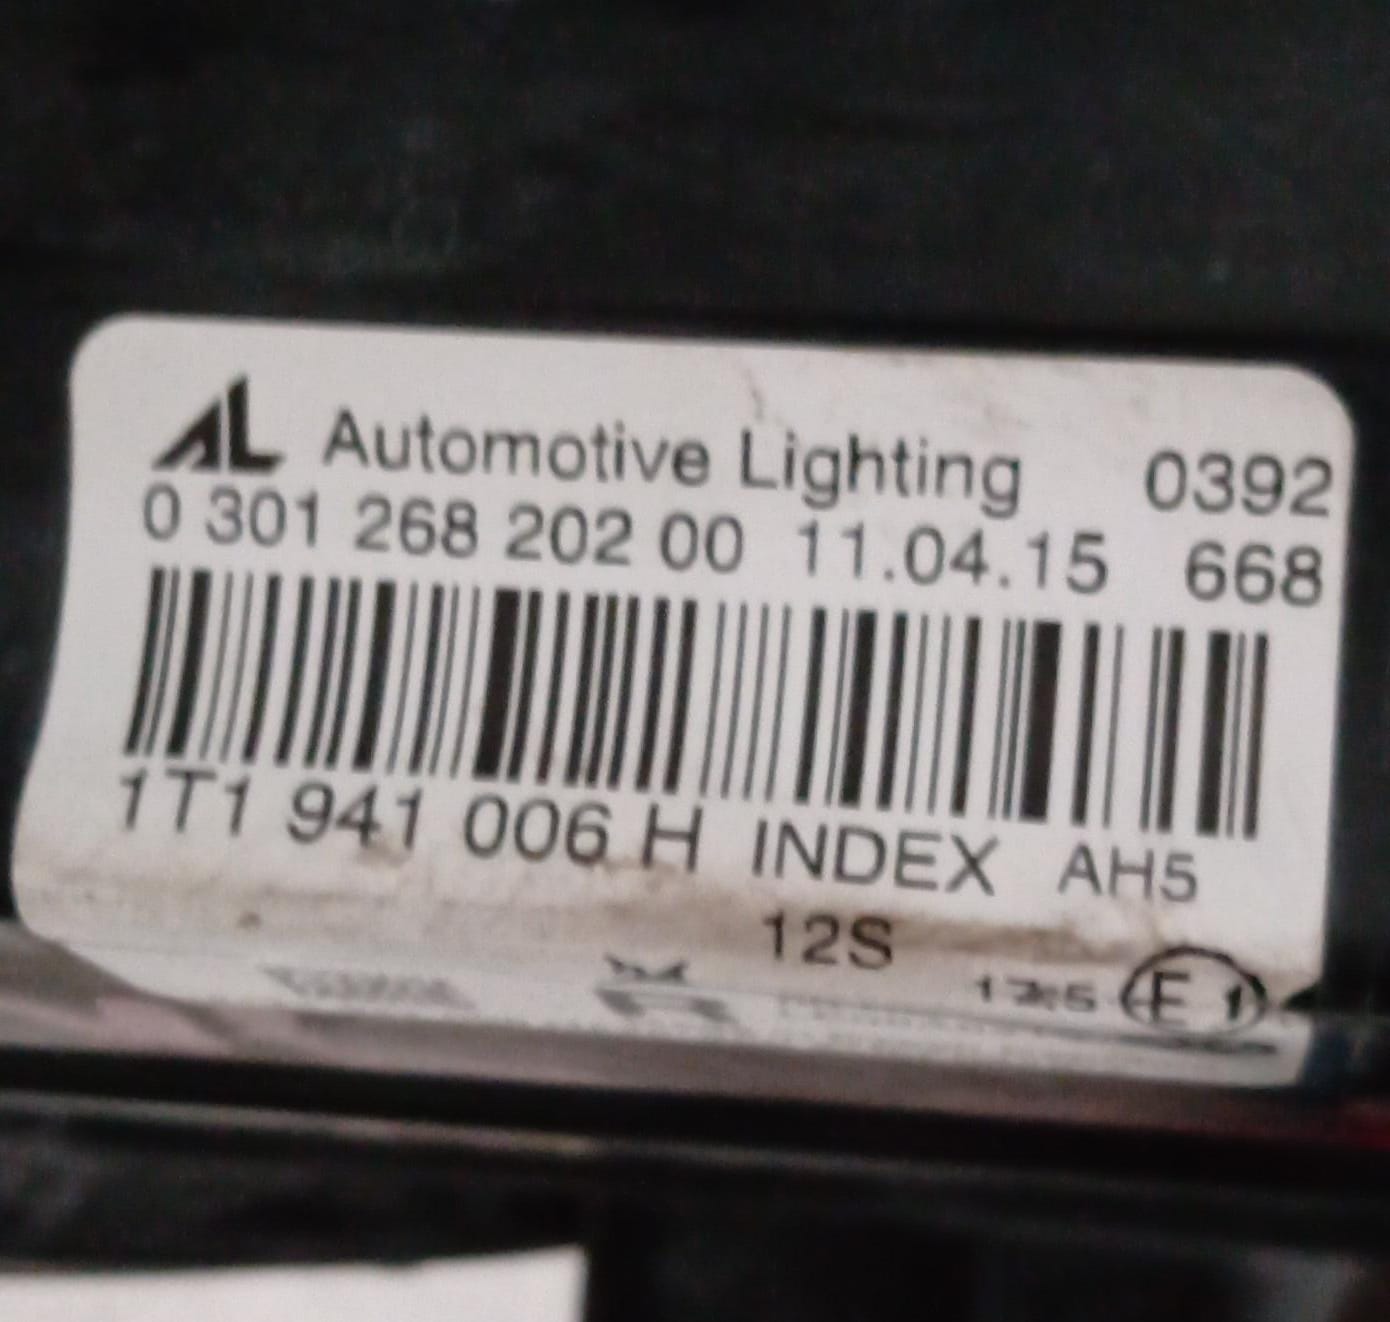 AL Automotive Lighting 0392
0 301 268 202 00 11.04.15 668
1T1 941 006 H INDEX AH5
12S
E 1